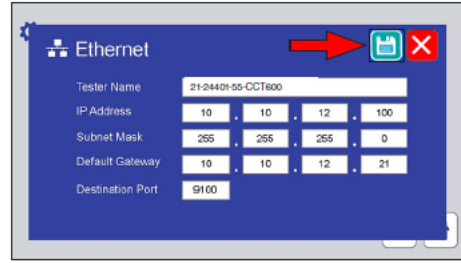 Ethernet
Tester Name 21-24401-55-CCT600
IP Address 10 . 10 . 12 . 100
Subnet Mask 255 . 255 . 255 . 0
Default Gateway 10 . 10 . 12 . 21
Destination Port 9100